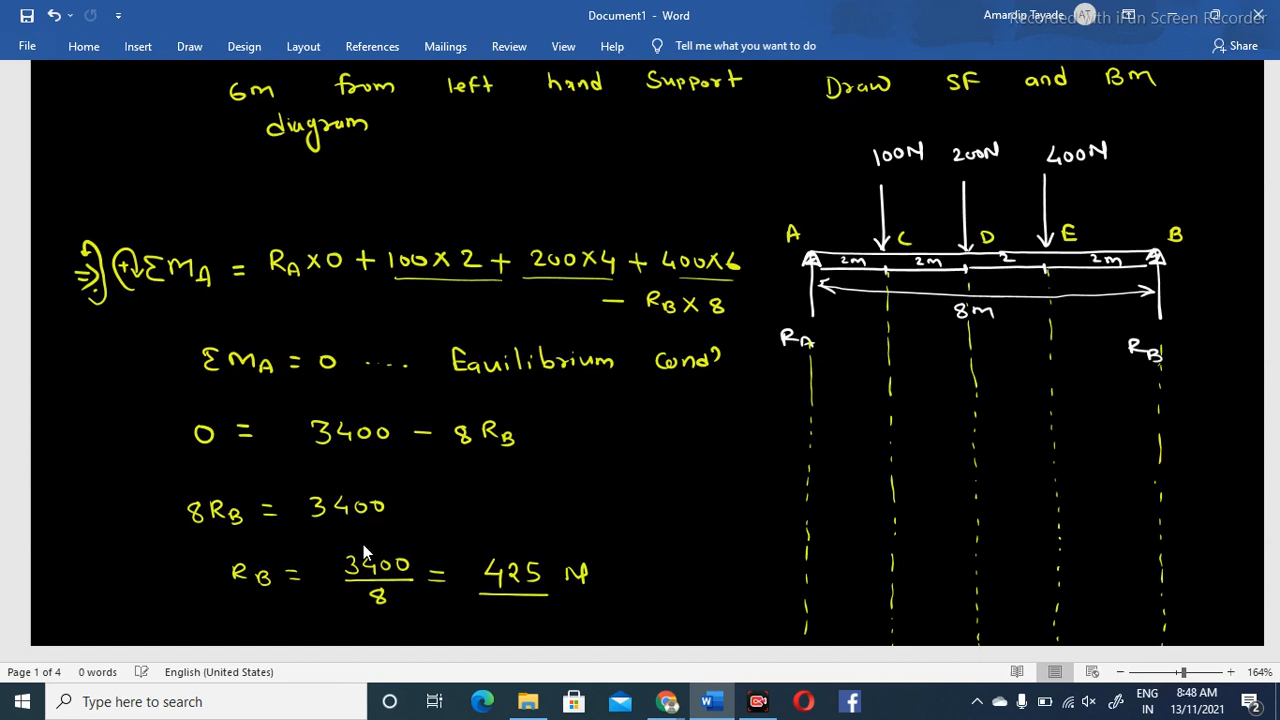 Document1 - Word
Amardip Tayade AT
Recorded with iFun Screen Recorder
File Home Insert Draw Design Layout References Mailings Review View Help Tell me what you want to do Share
6m from left hand Support Draw SF and BM
diagram
100N 200N 400N
A C D E B
2m 2m 2 2m
8m
RA RB
ΣMA = RA×0 + 100×2 + 200×4 + 400×6
− RB × 8
ΣMA = 0 .... Equilibrium condn
0 = 3400 − 8RB
8RB = 3400
RB = 3400/8 = 425 N
Page 1 of 4 0 words English (United States) 164%
Type here to search
ENG
IN
8:48 AM
13/11/2021
2